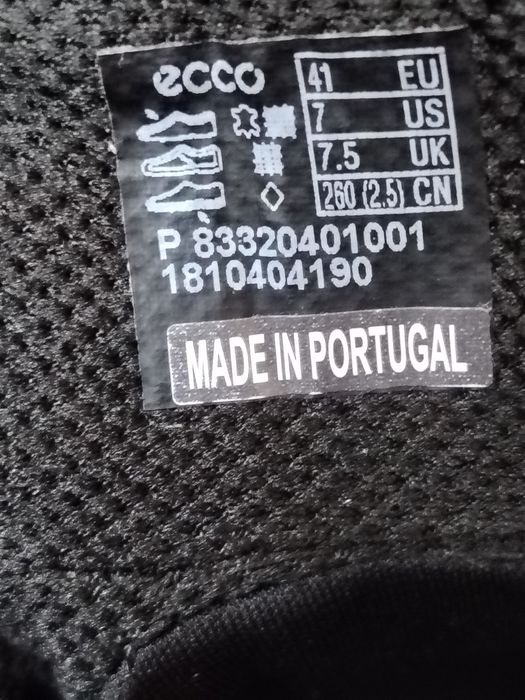 ecco
41 EU
7 US
7.5 UK
260 (2.5) CN
P 83320401001
1810404190
MADE IN PORTUGAL